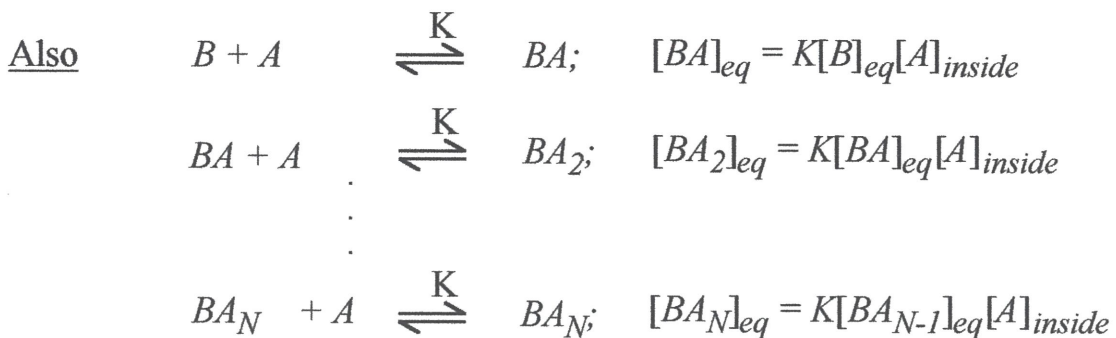 Also B + A ⇌ K BA; [BA]eq = K[B]eq[A]inside
BA + A ⇌ K BA2; [BA2]eq = K[BA]eq[A]inside
.
.
.
BAN + A ⇌ K BAN; [BAN]eq = K[BAN-1]eq[A]inside